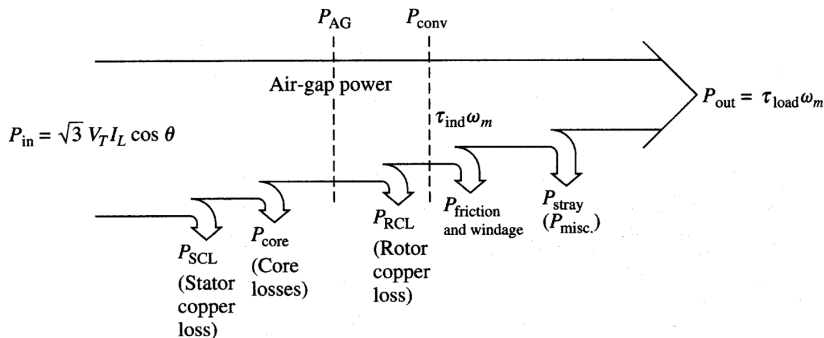 P_AG
P_conv
Air-gap power
P_out = τ_load ω_m
τ_ind ω_m
P_in = √3 V_T I_L cos θ
P_SCL
(Stator
copper
loss)
P_core
(Core
losses)
P_RCL
(Rotor
copper
loss)
P_friction
and windage
P_stray
(P_misc.)